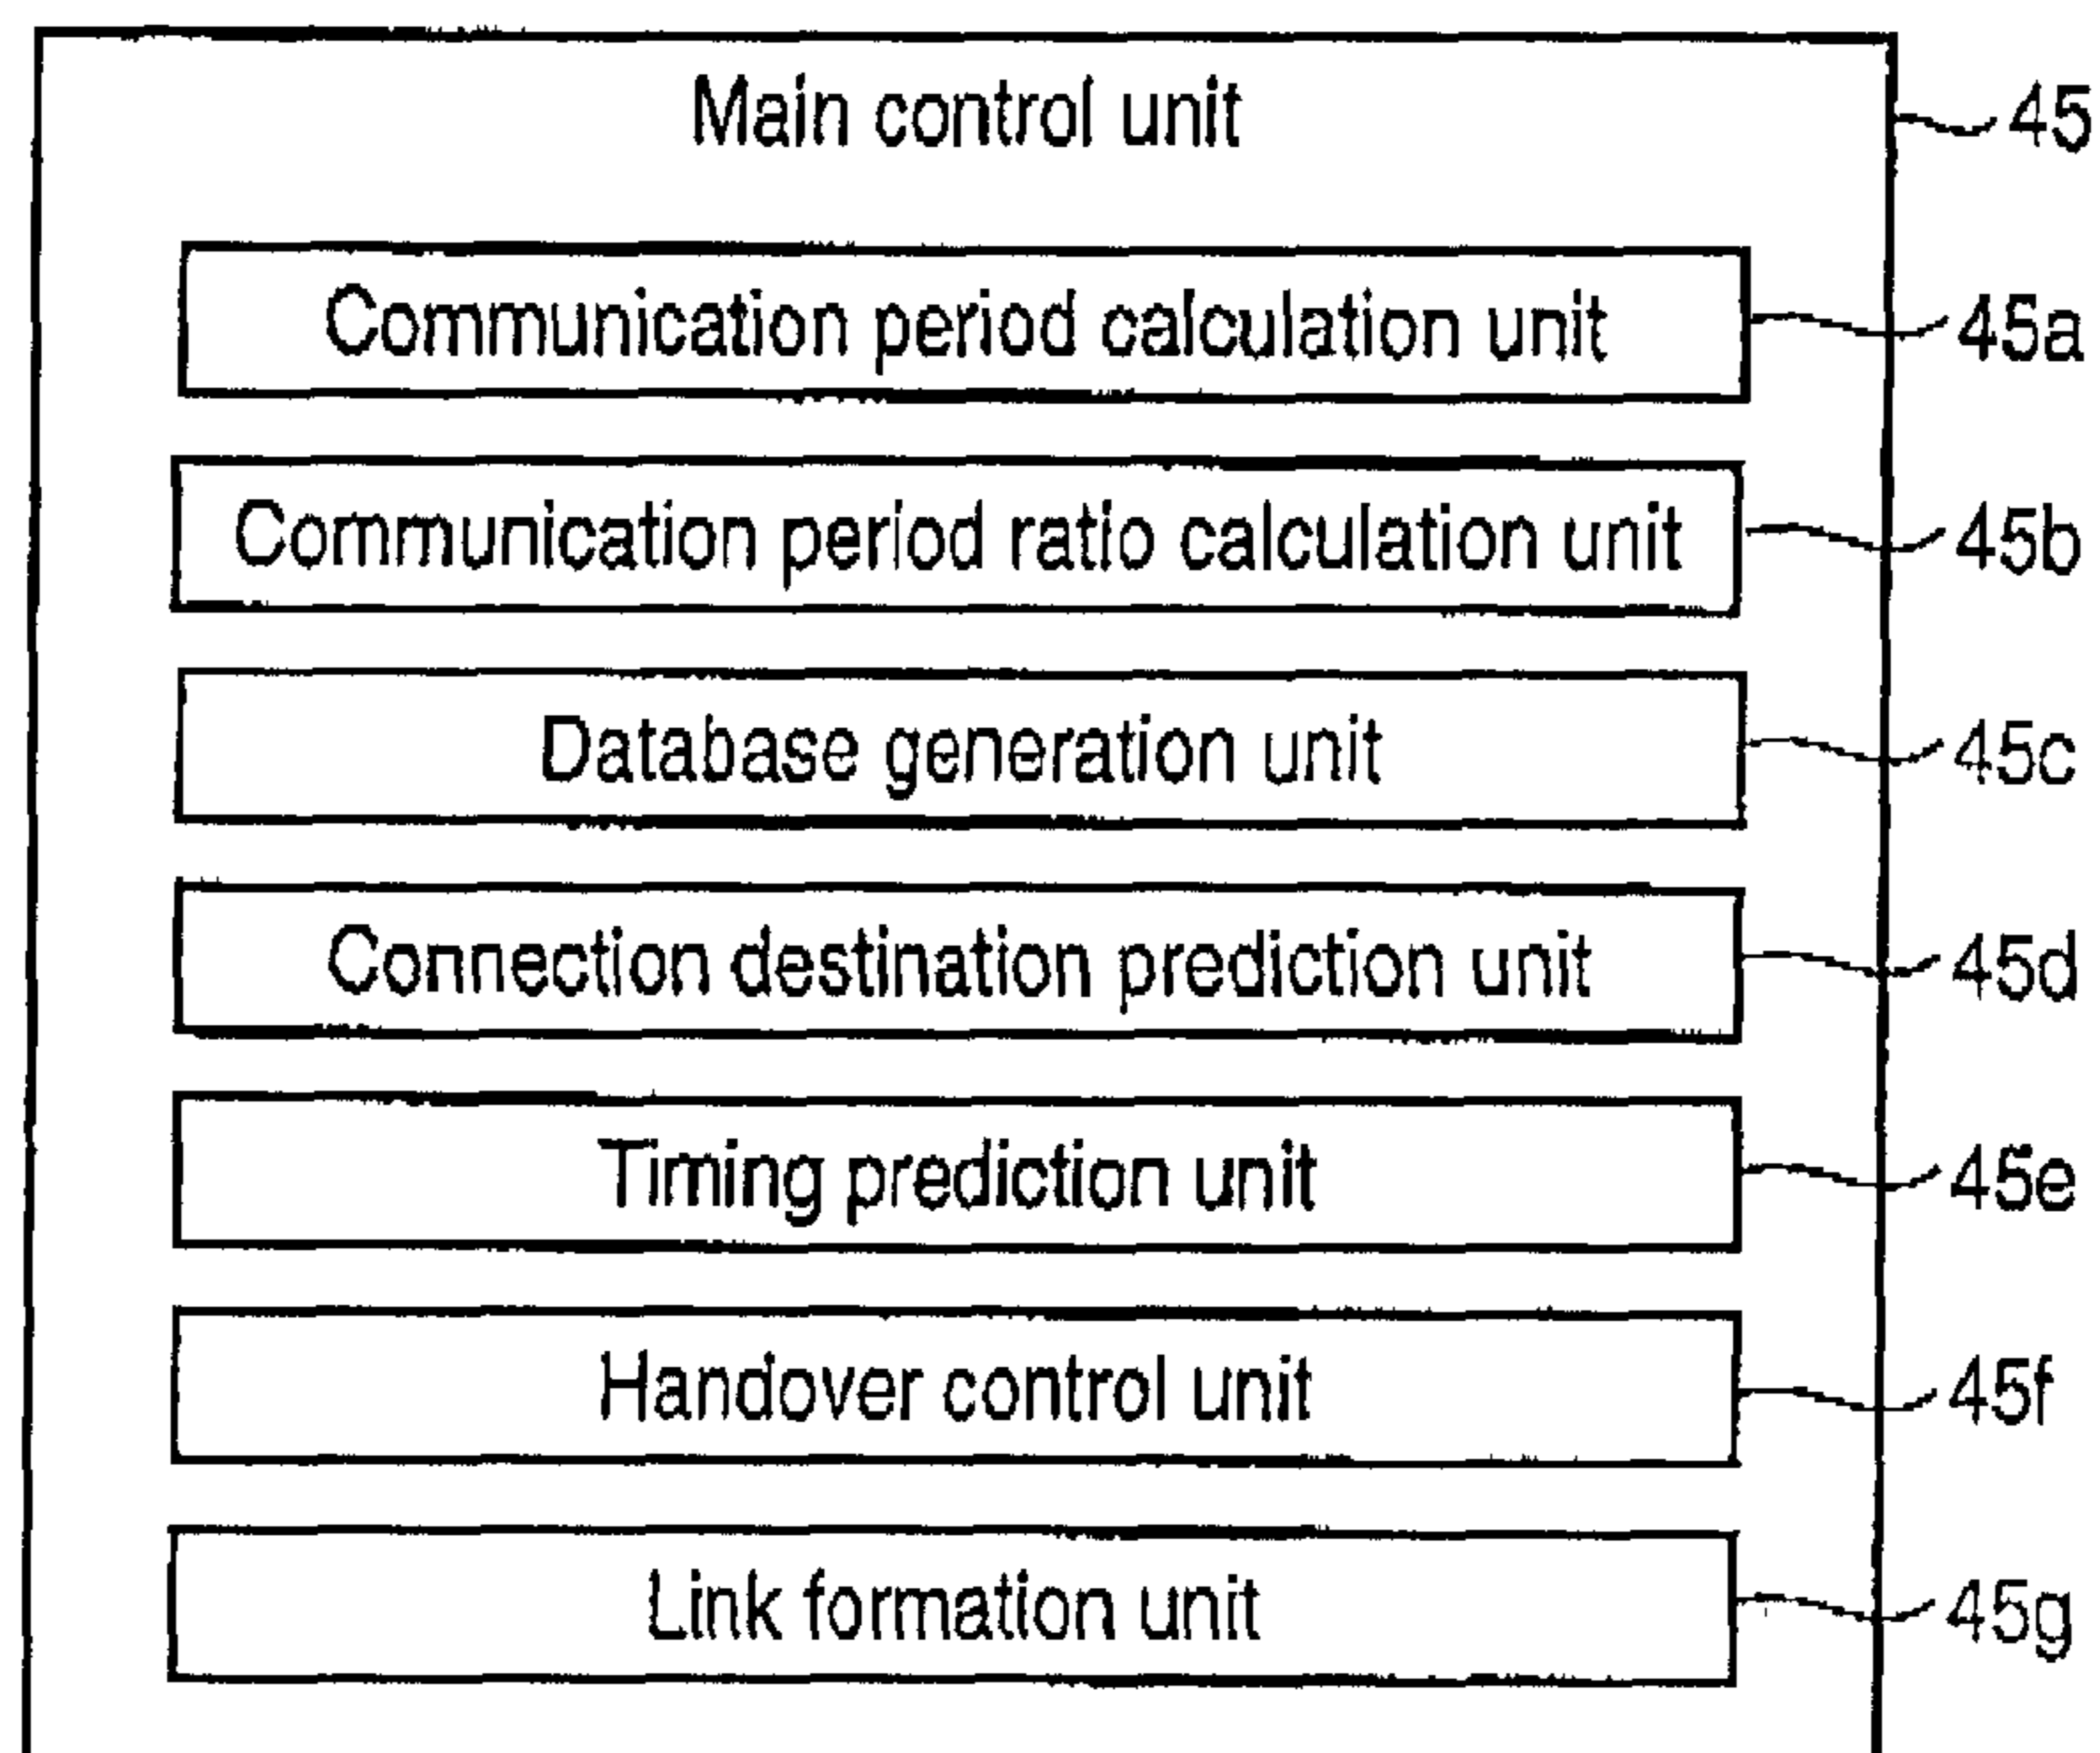 Main control unit 45
Communication period calculation unit 45a
Communication period ratio calculation unit 45b
Database generation unit 45c
Connection destination prediction unit 45d
Timing prediction unit 45e
Handover control unit 45f
Link formation unit 45g